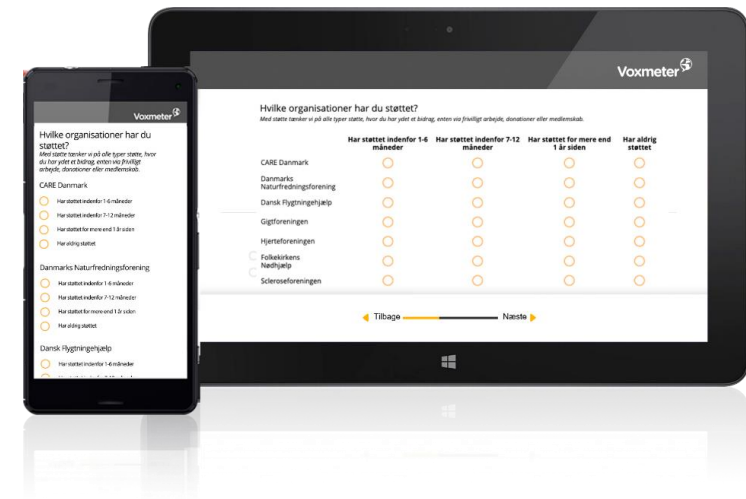 Voxmeter
Hvilke organisationer har du
støttet?
Med støtte tænker vi på alle typer støtte, hvor
du har ydet et bidrag, enten via frivilligt
arbejde, donationer eller medlemskab.
CARE Danmark
Har støttet indenfor 1-6 måneder
Har støttet indenfor 7-12 måneder
Har støttet for mere end 1 år siden
Har aldrig støttet
Danmarks Naturfredningsforening
Har støttet indenfor 1-6 måneder
Har støttet indenfor 7-12 måneder
Har støttet for mere end 1 år siden
Har aldrig støttet
Dansk Flygtningehjælp
Har støttet indenfor 1-6 måneder
Voxmeter
Hvilke organisationer har du støttet?
Med støtte tænker vi på alle typer støtte, hvor du har ydet et bidrag, enten via frivilligt arbejde, donationer eller medlemskab.
Har støttet indenfor 1-6 Har støttet indenfor 7-12 Har støttet for mere end Har aldrig
måneder måneder 1 år siden støttet
CARE Danmark
Danmarks
Naturfredningsforening
Dansk Flygtningehjælp
Gigtforeningen
Hjerteforeningen
Folkekirkens
Nødhjælp
Scleroseforeningen
Tilbage Næste